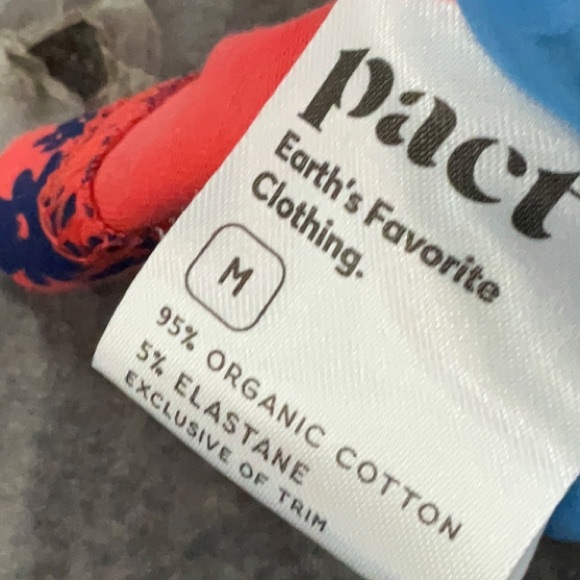 pact
Earth's Favorite
Clothing.
M
95% ORGANIC COTTON
5% ELASTANE
EXCLUSIVE OF TRIM